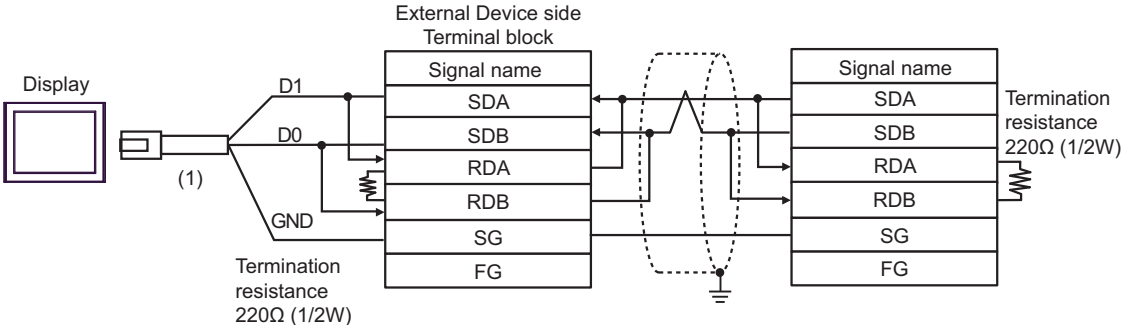 External Device side
Terminal block
Display
D1
D0
(1)
GND
Signal name
SDA
SDB
RDA
RDB
SG
FG
Termination
resistance
220Ω (1/2W)
Signal name
SDA
SDB
RDA
RDB
SG
FG
Termination
resistance
220Ω (1/2W)